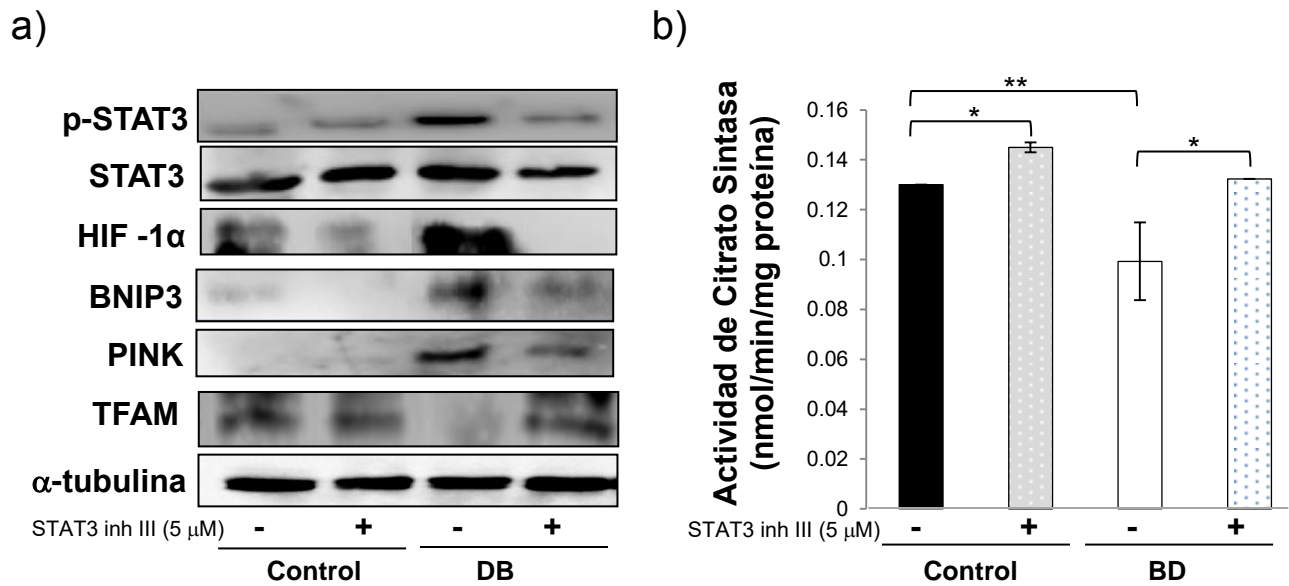 a)
p-STAT3
STAT3
HIF -1α
BNIP3
PINK
TFAM
α-tubulina
STAT3 inh III (5 μM) - + - +
Control DB
b)
Actividad de Citrato Sintasa
(nmol/min/mg proteína)
0.16
0.14
0.12
0.1
0.08
0.06
0.04
0.02
0
**
*
*
STAT3 inh III (5 μM) - + - +
Control BD